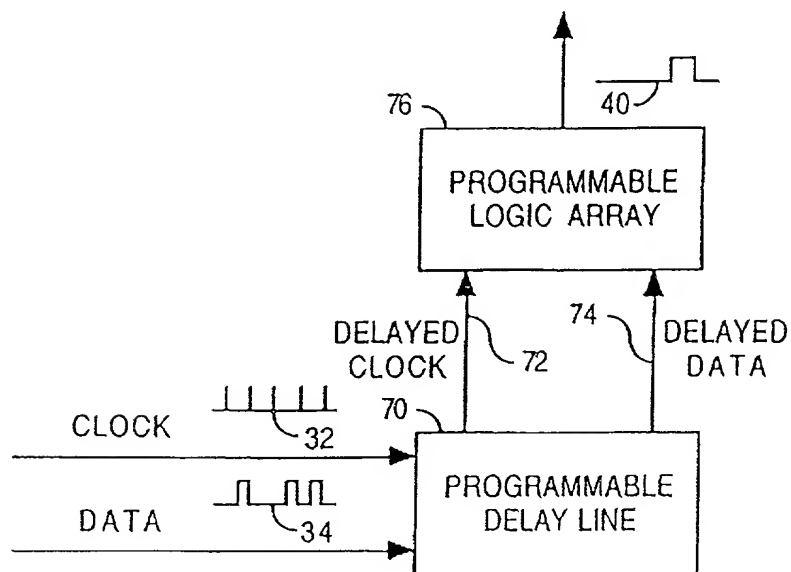 40
76
PROGRAMMABLE
LOGIC ARRAY
DELAYED
CLOCK
72
74
DELAYED
DATA
70
CLOCK
32
DATA
34
PROGRAMMABLE
DELAY LINE